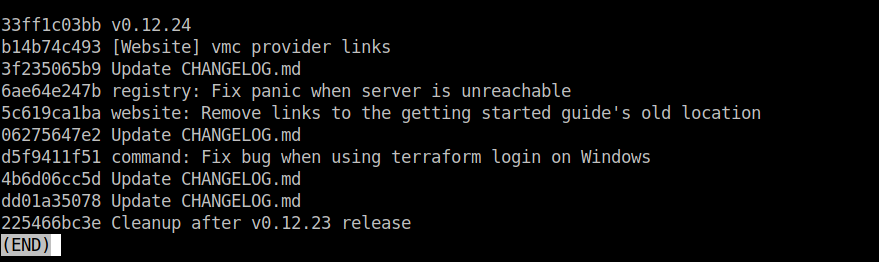 33ff1c03bb v0.12.24
b14b74c493 [Website] vmc provider links
3f235065b9 Update CHANGELOG.md
6ae64e247b registry: Fix panic when server is unreachable
5c619ca1ba website: Remove links to the getting started guide's old location
06275647e2 Update CHANGELOG.md
d5f9411f51 command: Fix bug when using terraform login on Windows
4b6d06cc5d Update CHANGELOG.md
dd01a35078 Update CHANGELOG.md
225466bc3e Cleanup after v0.12.23 release
(END)